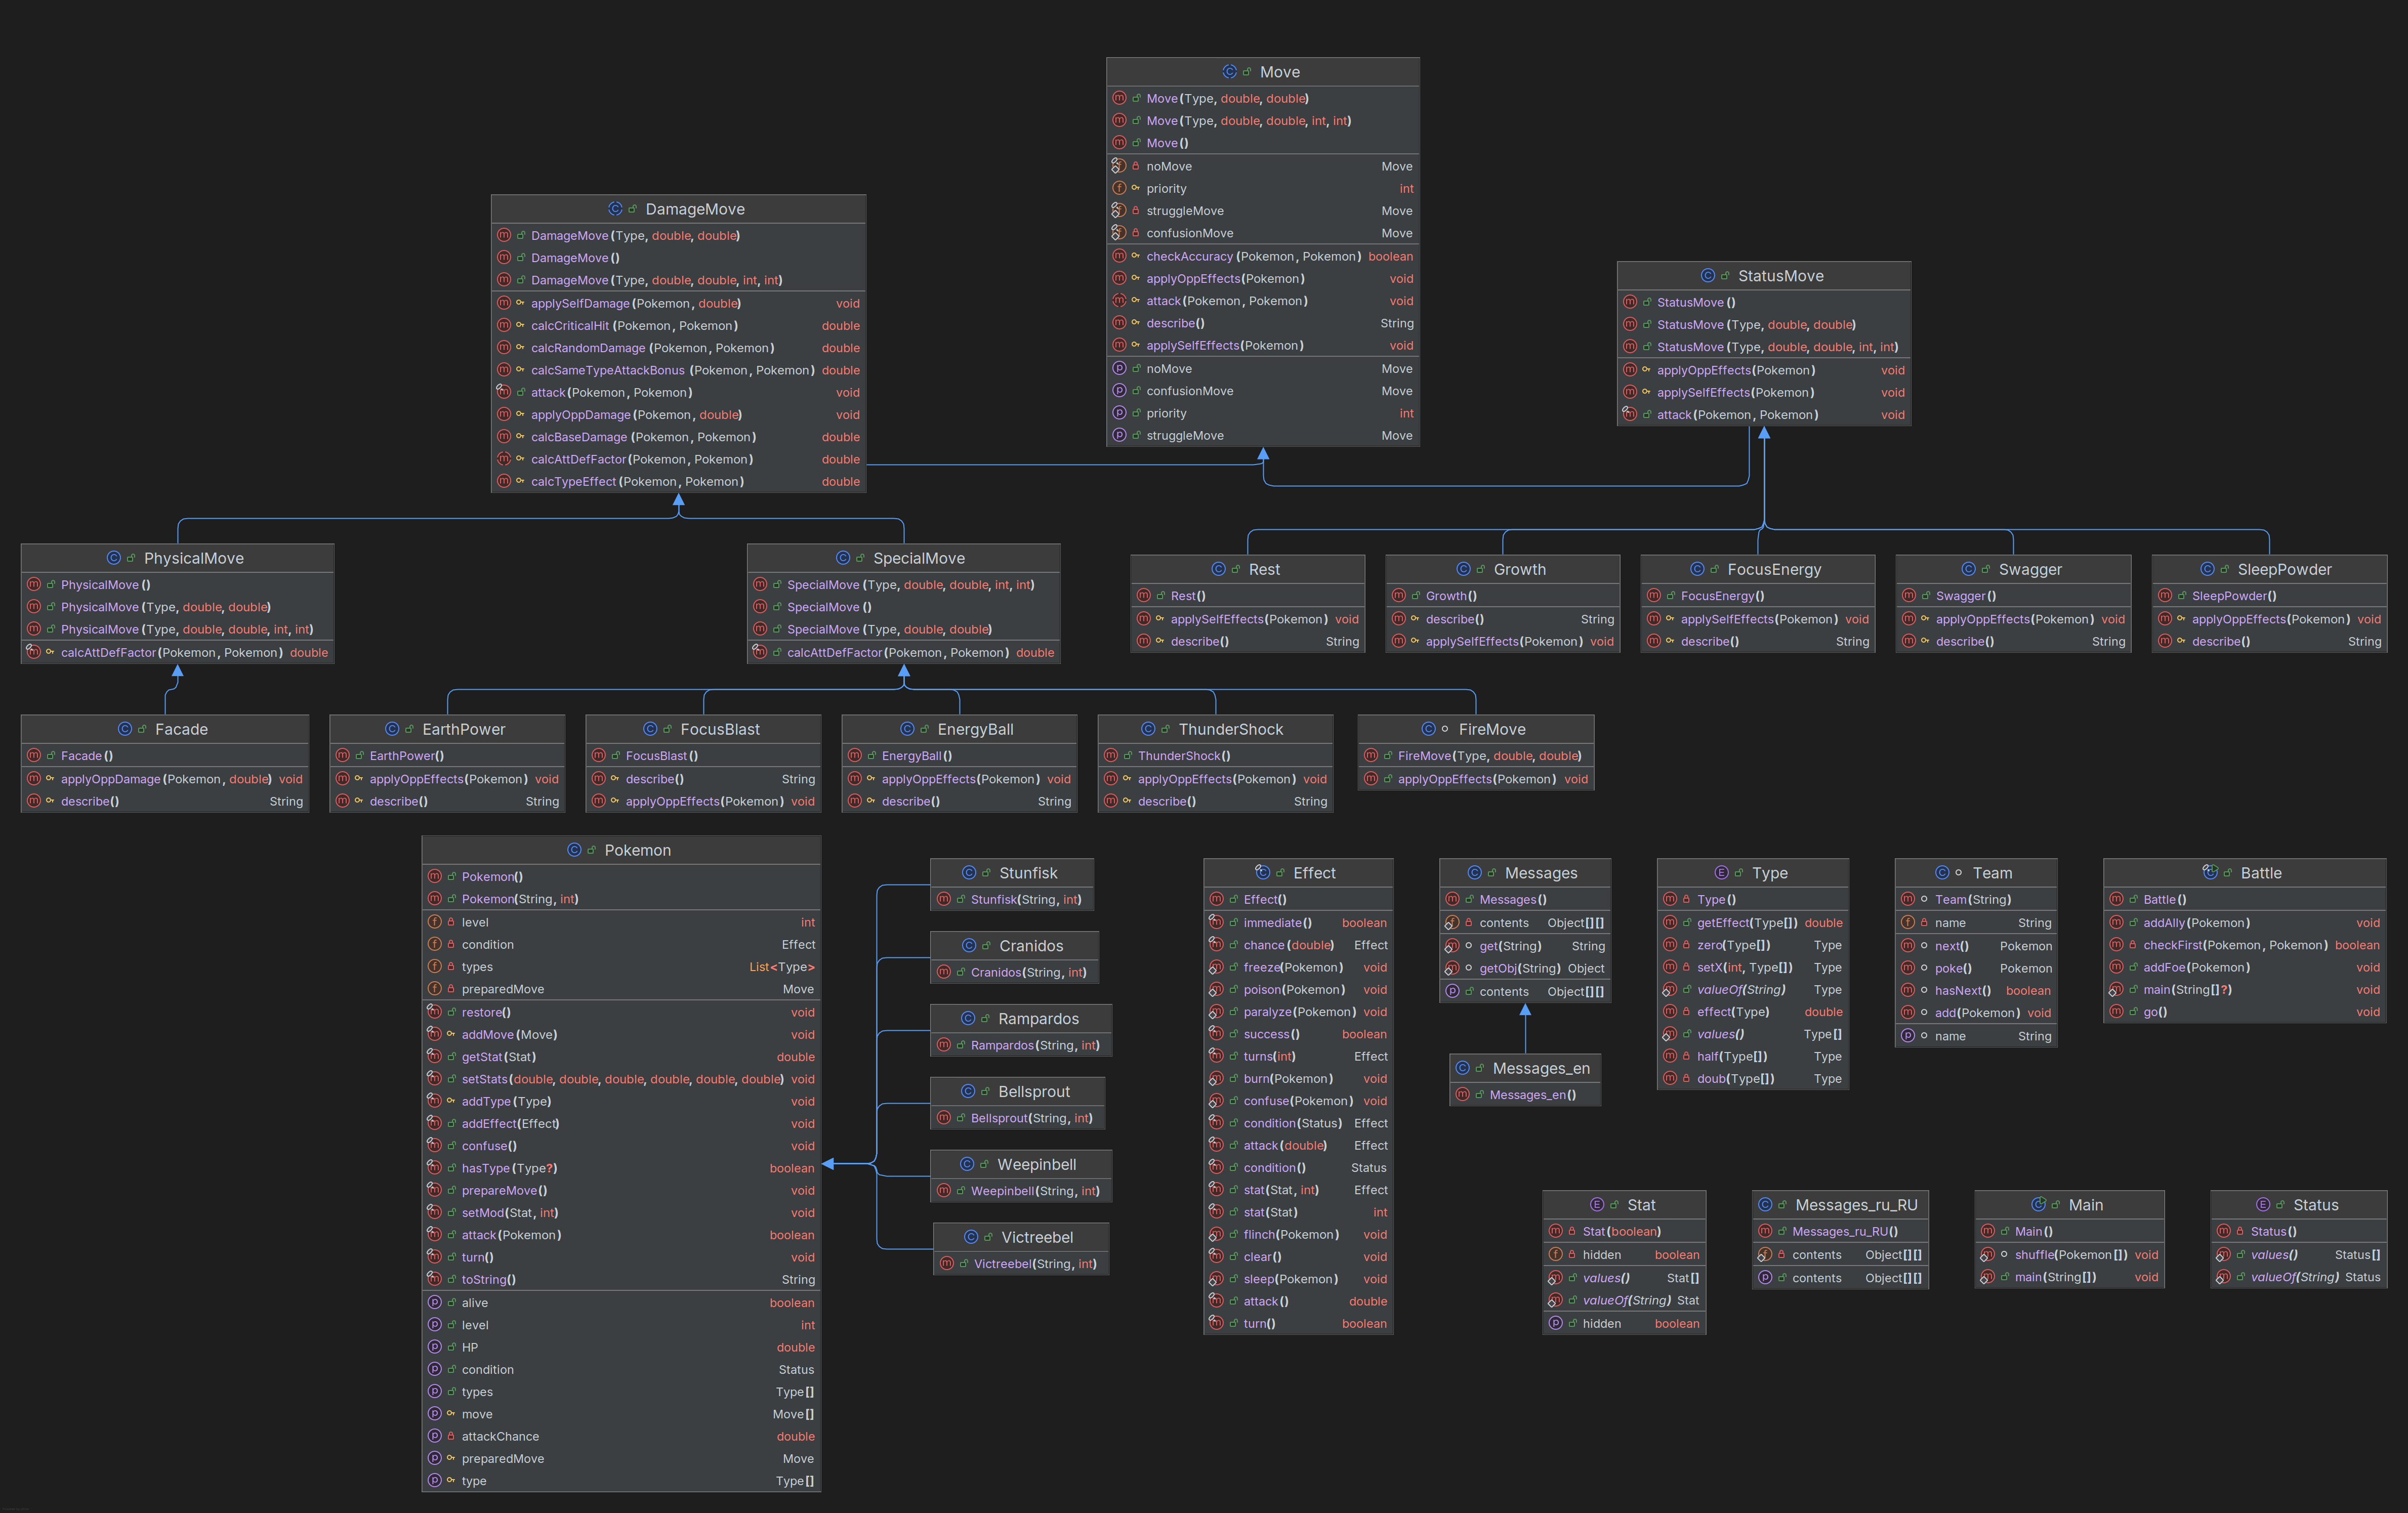 Move
Move(Type, double, double)
Move(Type, double, double, int, int)
Move()
noMove Move
priority int
struggleMove Move
confusionMove Move
checkAccuracy(Pokemon, Pokemon) boolean
applyOppEffects(Pokemon) void
attack(Pokemon, Pokemon) void
describe() String
applySelfEffects(Pokemon) void
noMove Move
confusionMove Move
priority int
struggleMove Move
DamageMove
DamageMove(Type, double, double)
DamageMove()
DamageMove(Type, double, double, int, int)
applySelfDamage(Pokemon, double) void
calcCriticalHit(Pokemon, Pokemon) double
calcRandomDamage(Pokemon, Pokemon) double
calcSameTypeAttackBonus(Pokemon, Pokemon) double
attack(Pokemon, Pokemon) void
applyOppDamage(Pokemon, double) void
calcBaseDamage(Pokemon, Pokemon) double
calcAttDefFactor(Pokemon, Pokemon) double
calcTypeEffect(Pokemon, Pokemon) double
StatusMove
StatusMove()
StatusMove(Type, double, double)
StatusMove(Type, double, double, int, int)
applyOppEffects(Pokemon) void
applySelfEffects(Pokemon) void
attack(Pokemon, Pokemon) void
PhysicalMove
PhysicalMove()
PhysicalMove(Type, double, double)
PhysicalMove(Type, double, double, int, int)
calcAttDefFactor(Pokemon, Pokemon) double
SpecialMove
SpecialMove(Type, double, double, int, int)
SpecialMove()
SpecialMove(Type, double, double)
calcAttDefFactor(Pokemon, Pokemon) double
Rest
Rest()
applySelfEffects(Pokemon) void
describe() String
Growth
Growth()
describe() String
applySelfEffects(Pokemon) void
FocusEnergy
FocusEnergy()
applySelfEffects(Pokemon) void
describe() String
Swagger
Swagger()
applyOppEffects(Pokemon) void
describe() String
SleepPowder
SleepPowder()
applyOppEffects(Pokemon) void
describe() String
Facade
Facade()
applyOppDamage(Pokemon, double) void
describe() String
EarthPower
EarthPower()
applyOppEffects(Pokemon) void
describe() String
FocusBlast
FocusBlast()
describe() String
applyOppEffects(Pokemon) void
EnergyBall
EnergyBall()
applyOppEffects(Pokemon) void
describe() String
ThunderShock
ThunderShock()
applyOppEffects(Pokemon) void
describe() String
FireMove
FireMove(Type, double, double)
applyOppEffects(Pokemon) void
Pokemon
Pokemon()
Pokemon(String, int)
level int
condition Effect
types List<Type>
preparedMove Move
restore() void
addMove(Move) void
getStat(Stat) double
setStats(double, double, double, double, double, double) void
addType(Type) void
addEffect(Effect) void
confuse() void
hasType(Type?) boolean
prepareMove() void
setMod(Stat, int) void
attack(Pokemon) boolean
turn() void
toString() String
alive boolean
level int
HP double
condition Status
types Type[]
move Move[]
attackChance double
preparedMove Move
type Type[]
Stunfisk
Stunfisk(String, int)
Cranidos
Cranidos(String, int)
Rampardos
Rampardos(String, int)
Bellsprout
Bellsprout(String, int)
Weepinbell
Weepinbell(String, int)
Victreebel
Victreebel(String, int)
Effect
Effect()
immediate() boolean
chance(double) Effect
freeze(Pokemon) void
poison(Pokemon) void
paralyze(Pokemon) void
success() boolean
turns(int) Effect
burn(Pokemon) void
confuse(Pokemon) void
condition(Status) Effect
attack(double) Effect
condition() Status
stat(Stat, int) Effect
stat(Stat) int
flinch(Pokemon) void
clear() void
sleep(Pokemon) void
attack() double
turn() boolean
Messages
Messages()
contents Object[][]
get(String) String
getObj(String) Object
contents Object[][]
Messages_en
Messages_en()
Type
Type()
getEffect(Type[]) double
zero(Type[]) Type
setX(int, Type[]) Type
valueOf(String) Type
effect(Type) double
values() Type[]
half(Type[]) Type
doub(Type[]) Type
Team
Team(String)
name String
next() Pokemon
poke() Pokemon
hasNext() boolean
add(Pokemon) void
name String
Battle
Battle()
addAlly(Pokemon) void
checkFirst(Pokemon, Pokemon) boolean
addFoe(Pokemon) void
main(String[]?) void
go() void
Stat
Stat(boolean)
hidden boolean
values() Stat[]
valueOf(String) Stat
hidden boolean
Messages_ru_RU
Messages_ru_RU()
contents Object[][]
contents Object[][]
Main
Main()
shuffle(Pokemon[]) void
main(String[]) void
Status
Status()
values() Status[]
valueOf(String) Status